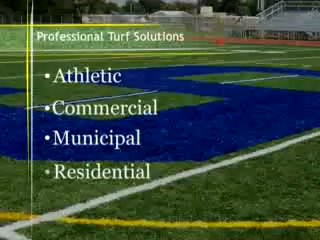 Professional Turf Solutions
•Athletic
•Commercial
•Municipal
•Residential